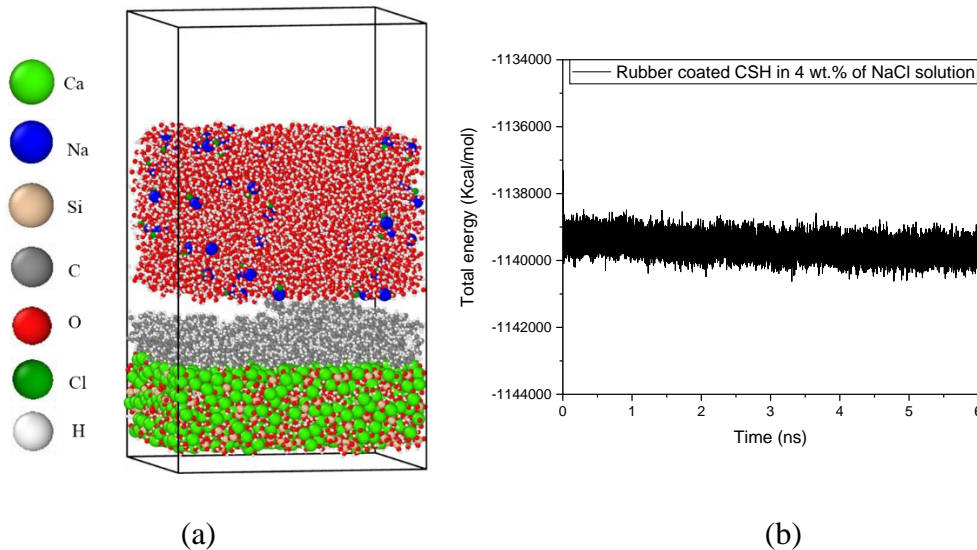 Ca
Na
Si
C
O
Cl
H
(a)
Rubber coated CSH in 4 wt.% of NaCl solution
Total energy (Kcal/mol)
-1134000
-1136000
-1138000
-1140000
-1142000
-1144000
0 1 2 3 4 5 6
Time (ns)
(b)